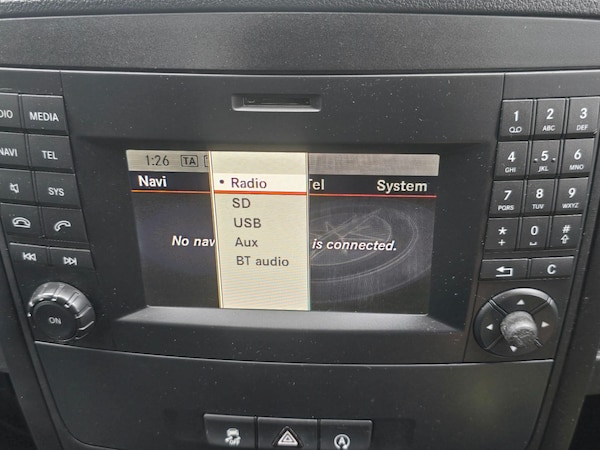 MEDIA
NAVI
TEL
SYS
ON
1:26 TA
Navi
Radio
Tel
System
SD
USB
Aux
BT audio
No nav
is connected.
1
2 ABC
3 DEF
4 GHI
5 JKL
6 MNO
7 PQRS
8 TUV
9 WXYZ
*
+
0
#
C